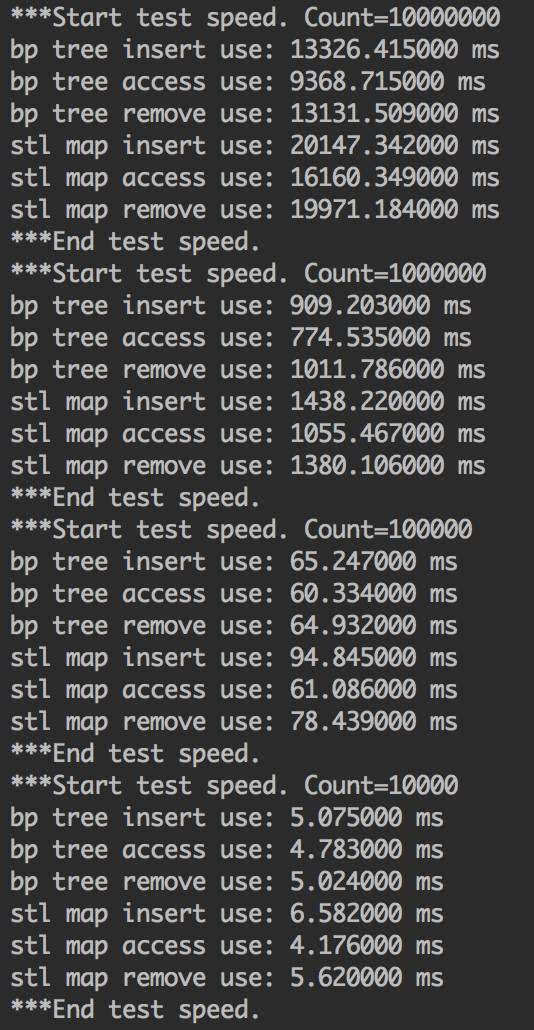 ***Start test speed. Count=10000000
bp tree insert use: 13326.415000 ms
bp tree access use: 9368.715000 ms
bp tree remove use: 13131.509000 ms
stl map insert use: 20147.342000 ms
stl map access use: 16160.349000 ms
stl map remove use: 19971.184000 ms
***End test speed.
***Start test speed. Count=1000000
bp tree insert use: 909.203000 ms
bp tree access use: 774.535000 ms
bp tree remove use: 1011.786000 ms
stl map insert use: 1438.220000 ms
stl map access use: 1055.467000 ms
stl map remove use: 1380.106000 ms
***End test speed.
***Start test speed. Count=100000
bp tree insert use: 65.247000 ms
bp tree access use: 60.334000 ms
bp tree remove use: 64.932000 ms
stl map insert use: 94.845000 ms
stl map access use: 61.086000 ms
stl map remove use: 78.439000 ms
***End test speed.
***Start test speed. Count=10000
bp tree insert use: 5.075000 ms
bp tree access use: 4.783000 ms
bp tree remove use: 5.024000 ms
stl map insert use: 6.582000 ms
stl map access use: 4.176000 ms
stl map remove use: 5.620000 ms
***End test speed.